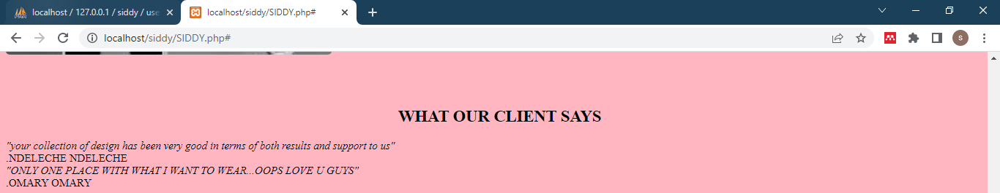 localhost / 127.0.0.1 / siddy / use
localhost/siddy/SIDDY.php#
localhost/siddy/SIDDY.php#
S
WHAT OUR CLIENT SAYS
"your collection of design has been very good in terms of both results and support to us"
.NDELECHE NDELECHE
"ONLY ONE PLACE WITH WHAT I WANT TO WEAR...OOPS LOVE U GUYS"
.OMARY OMARY